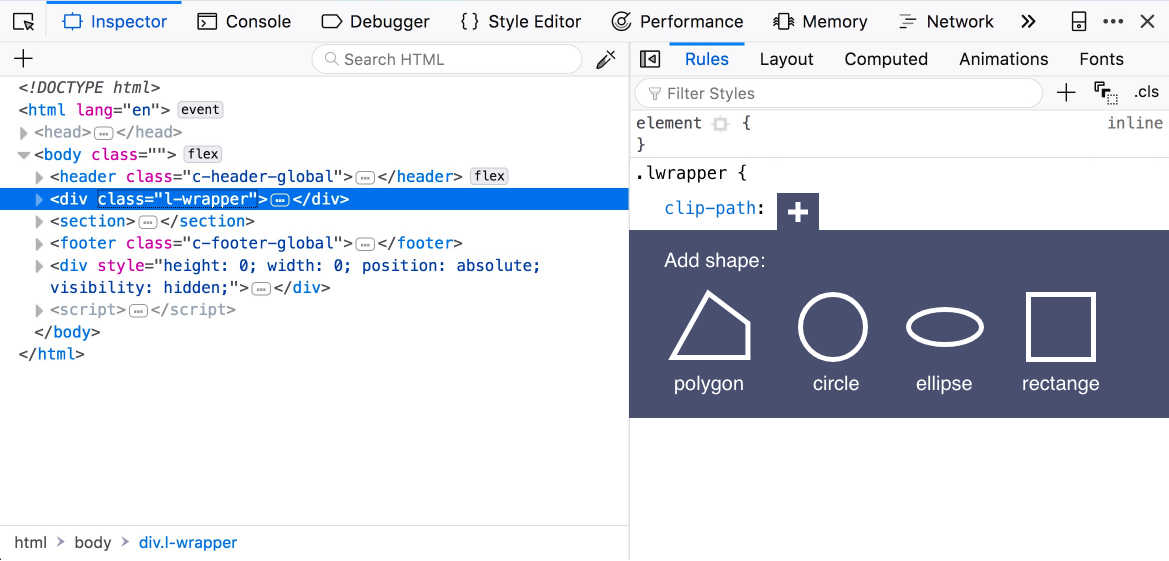 Inspector Console Debugger {} Style Editor Performance Memory Network
+ Search HTML
<!DOCTYPE html>
<html lang="en"> event
<head>⋯</head>
<body class=""> flex
<header class="c-header-global">⋯</header> flex
<div class="l-wrapper">⋯</div>
<section>⋯</section>
<footer class="c-footer-global">⋯</footer>
<div style="height: 0; width: 0; position: absolute;
visibility: hidden;">⋯</div>
<script>⋯</script>
</body>
</html>
html > body > div.l-wrapper
Rules Layout Computed Animations Fonts
Filter Styles + .cls
element { inline
}
.lwrapper {
clip-path: +
Add shape:
polygon circle ellipse rectange